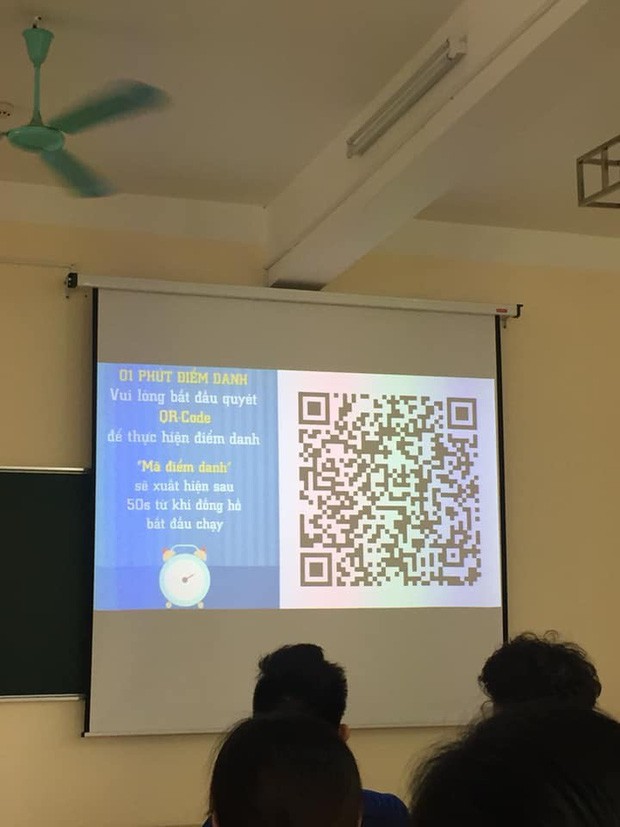 01 PHÚT ĐIỂM DANH
Vui lòng bắt đầu quyét
QR-Code
để thực hiện điểm danh
'Mã điểm danh'
sẽ xuất hiện sau
50s từ khi đồng hồ
bắt đầu chạy